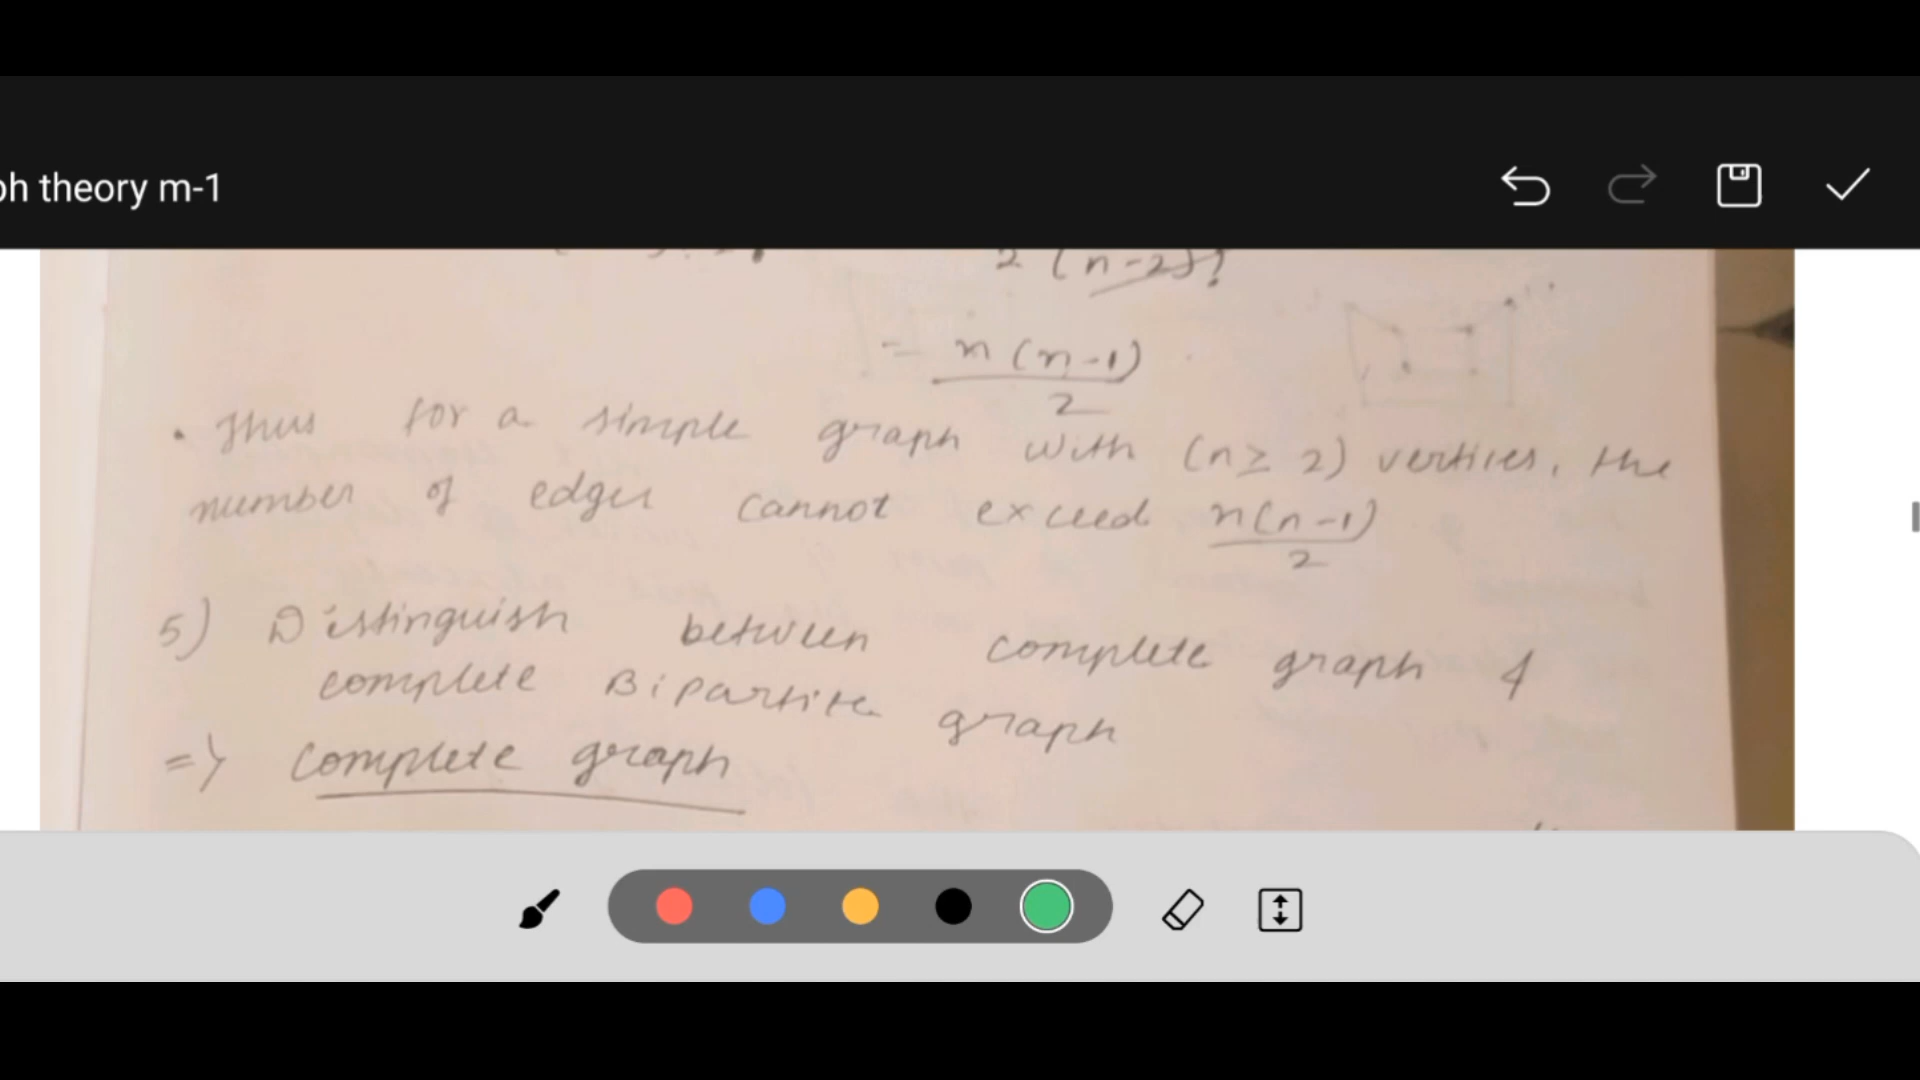 ph theory m-1
2 (n-2)!
= n(n-1)
2
• Thus for a simple graph with (n ≥ 2) vertices, the
number of edges cannot exceed n(n-1)
2
5) Distinguish between complete graph &
complete Bipartite graph
=> Complete graph